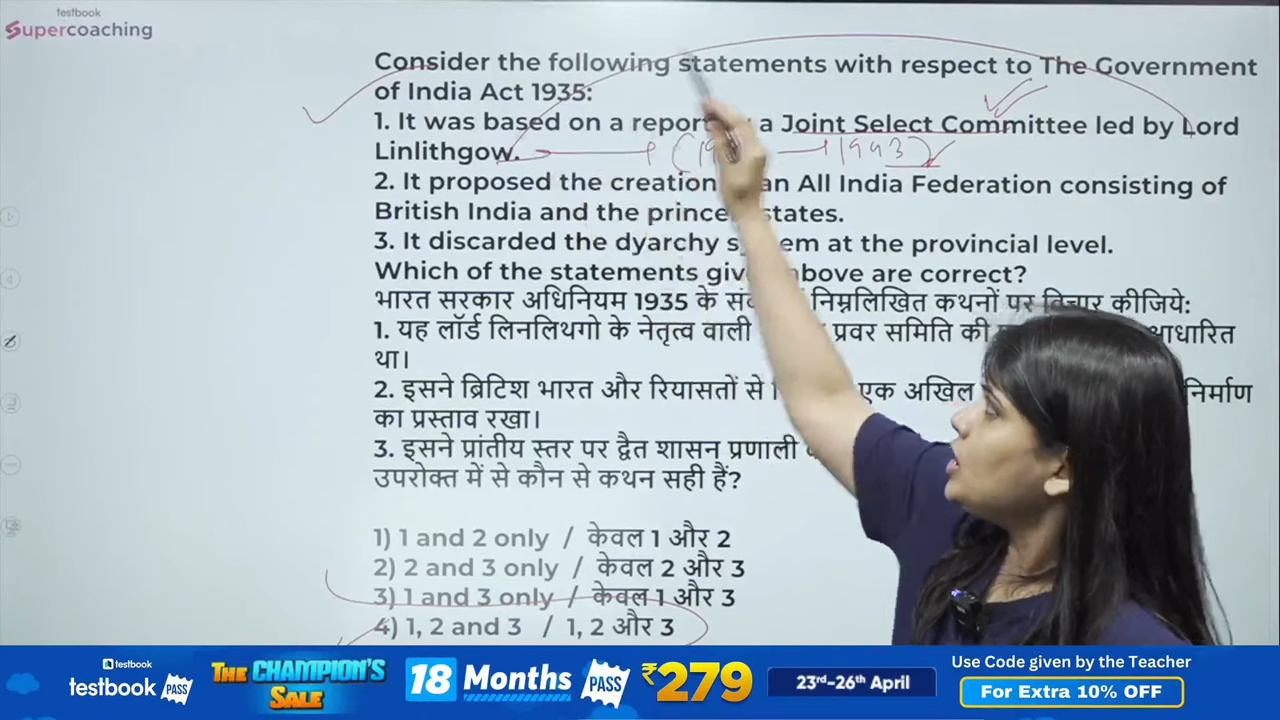 testbook
Supercoaching
Consider the following statements with respect to The Government
of India Act 1935:
1. It was based on a report a Joint Select Committee led by Lord
Linlithgow.
1943
2. It proposed the creation an All India Federation consisting of
British India and the states.
3. It discarded the dyarchy at the provincial level.
Which of the statements above are correct?
भारत सरकार अधिनियम 1935 के निम्नलिखित कथनों पर विचार कीजिये:
1. यह लॉर्ड लिनलिथगो के नेतृत्व वाली प्रवर समिति की आधारित
था।
2. इसने ब्रिटिश भारत और रियासतों से एक अखिल निर्माण
का प्रस्ताव रखा।
3. इसने प्रांतीय स्तर पर द्वैत शासन प्रणाली
उपरोक्त में से कौन से कथन सही हैं?
1) 1 and 2 only / केवल 1 और 2
2) 2 and 3 only / केवल 2 और 3
3) 1 and 3 only / केवल 1 और 3
4) 1, 2 and 3 / 1, 2 और 3
testbook
testbook PASS
THE CHAMPION'S SALE
18 Months PASS ₹279
23rd-26th April
Use Code given by the Teacher
For Extra 10% OFF